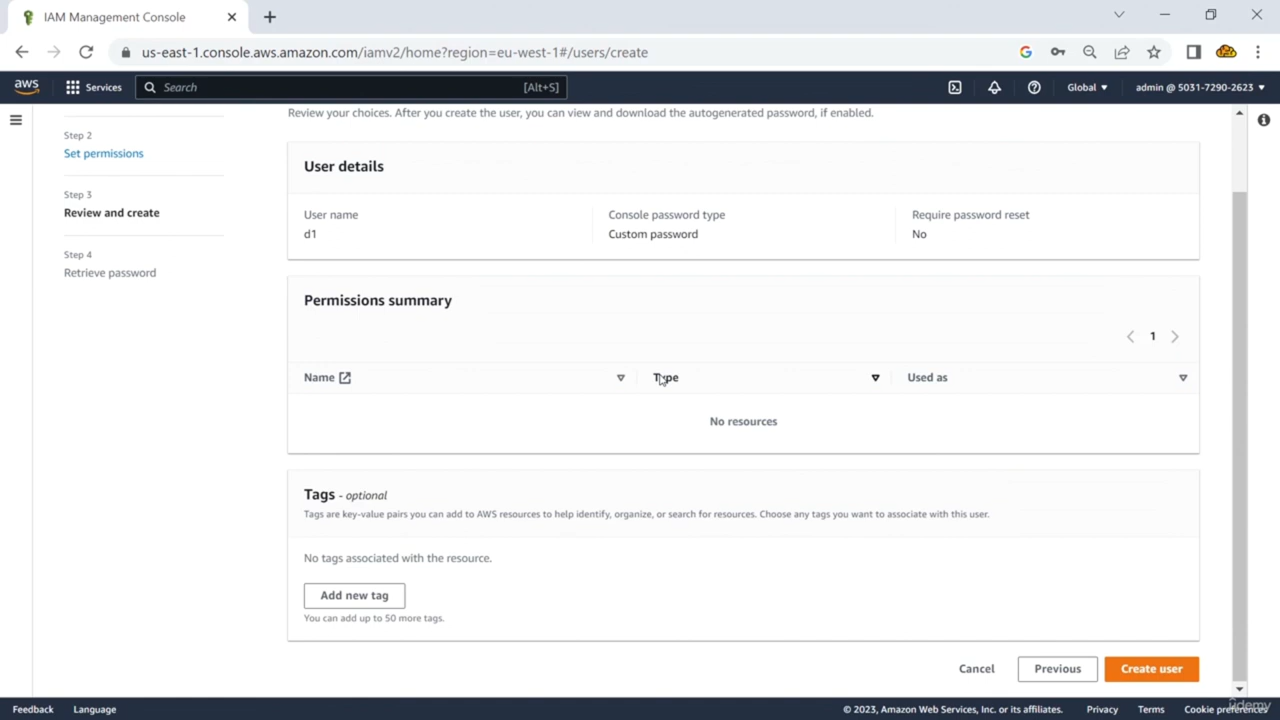 IAM Management Console
us-east-1.console.aws.amazon.com/iamv2/home?region=eu-west-1#/users/create
aws
Services
Search
[Alt+S]
Global
admin @ 5031-7290-2623
Review your choices. After you create the user, you can view and download the autogenerated password, if enabled.
Step 2
Set permissions
Step 3
Review and create
Step 4
Retrieve password
User details
User name
d1
Console password type
Custom password
Require password reset
No
Permissions summary
1
Name
Type
Used as
No resources
Tags - optional
Tags are key-value pairs you can add to AWS resources to help identify, organize, or search for resources. Choose any tags you want to associate with this user.
No tags associated with the resource.
Add new tag
You can add up to 50 more tags.
Cancel
Previous
Create user
Feedback
Language
© 2023, Amazon Web Services, Inc. or its affiliates.
Privacy
Terms
Cookie preferences
ûdemy